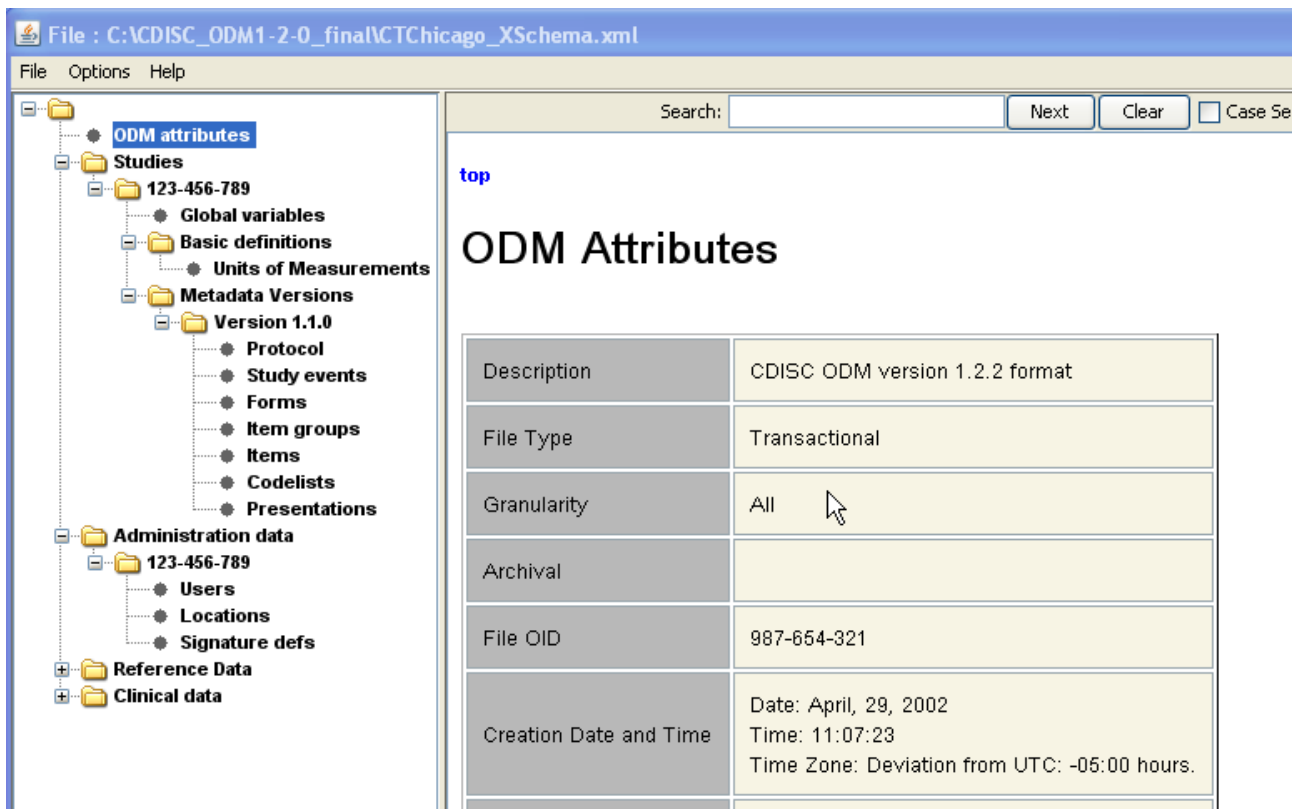 File : C:\CDISC_ODM1-2-0_final\CTChicago_XSchema.xml
File Options Help
ODM attributes
Studies
123-456-789
Global variables
Basic definitions
Units of Measurements
Metadata Versions
Version 1.1.0
Protocol
Study events
Forms
Item groups
Items
Codelists
Presentations
Administration data
123-456-789
Users
Locations
Signature defs
Reference Data
Clinical data
Search: Next Clear Case Se
top
ODM Attributes
Description CDISC ODM version 1.2.2 format
File Type Transactional
Granularity All
Archival
File OID 987-654-321
Creation Date and Time
Date: April, 29, 2002
Time: 11:07:23
Time Zone: Deviation from UTC: -05:00 hours.